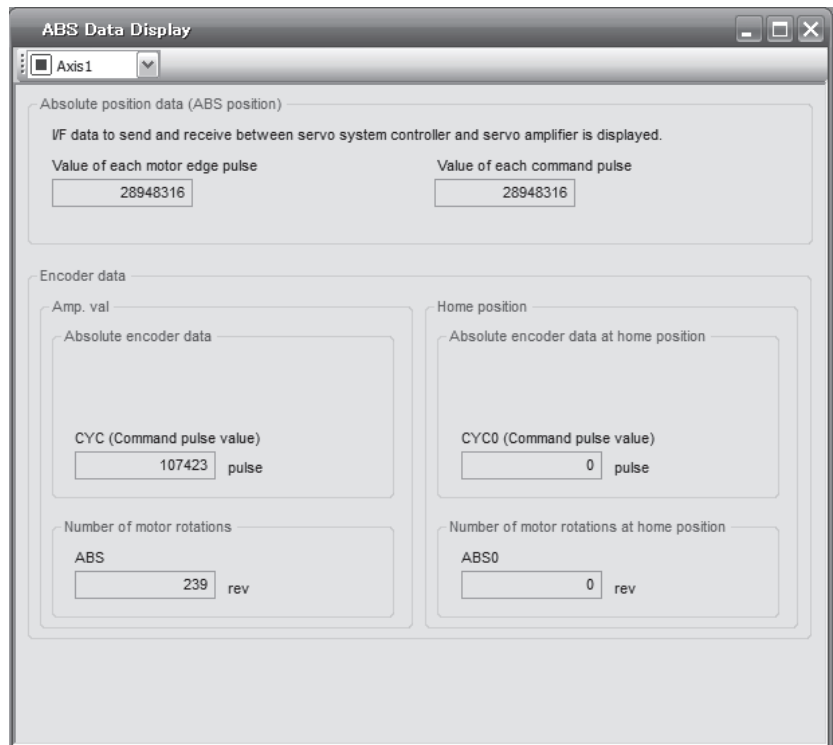 ABS Data Display
Axis1
Absolute position data (ABS position)
I/F data to send and receive between servo system controller and servo amplifier is displayed.
Value of each motor edge pulse
Value of each command pulse
28948316
28948316
Encoder data
Amp. val
Absolute encoder data
CYC (Command pulse value)
107423 pulse
Number of motor rotations
ABS
239 rev
Home position
Absolute encoder data at home position
CYC0 (Command pulse value)
0 pulse
Number of motor rotations at home position
ABS0
0 rev